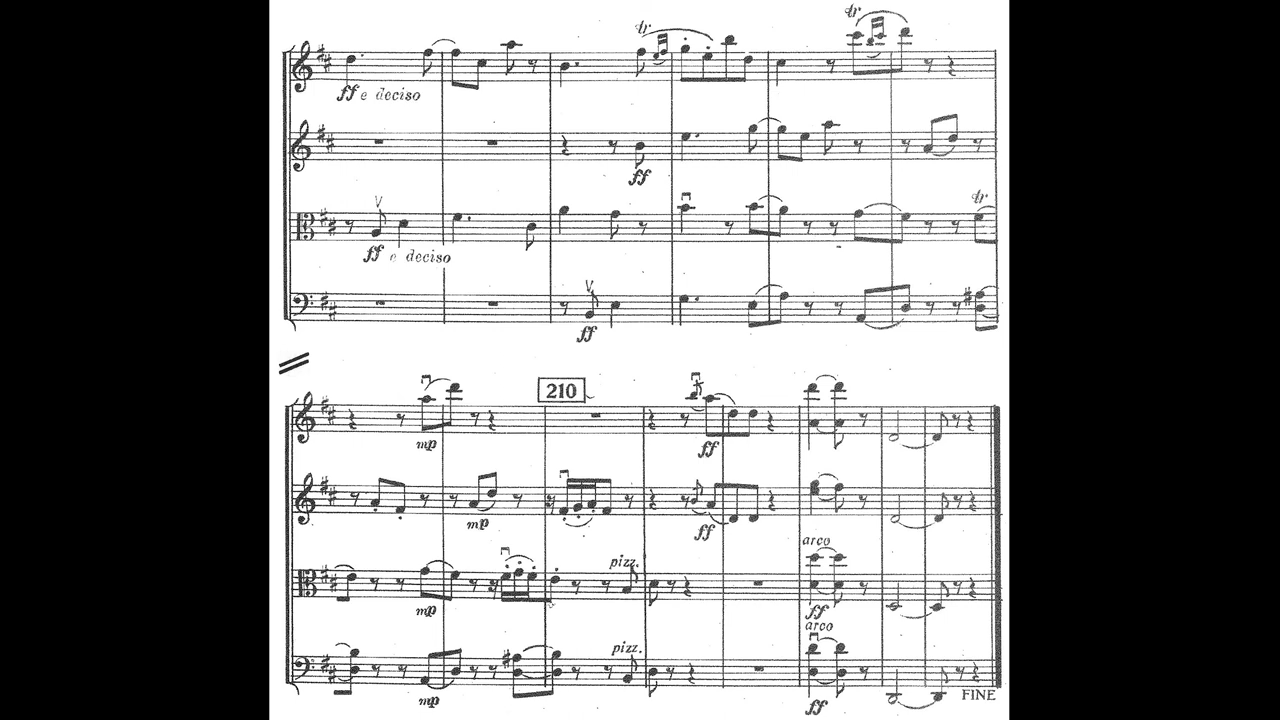 tr
tr
ff e deciso
ff
tr
ff e deciso
ff
210
mp
ff
mp
ff
arco
pizz.
mp
ff
arco
pizz.
mp
ff
FINE